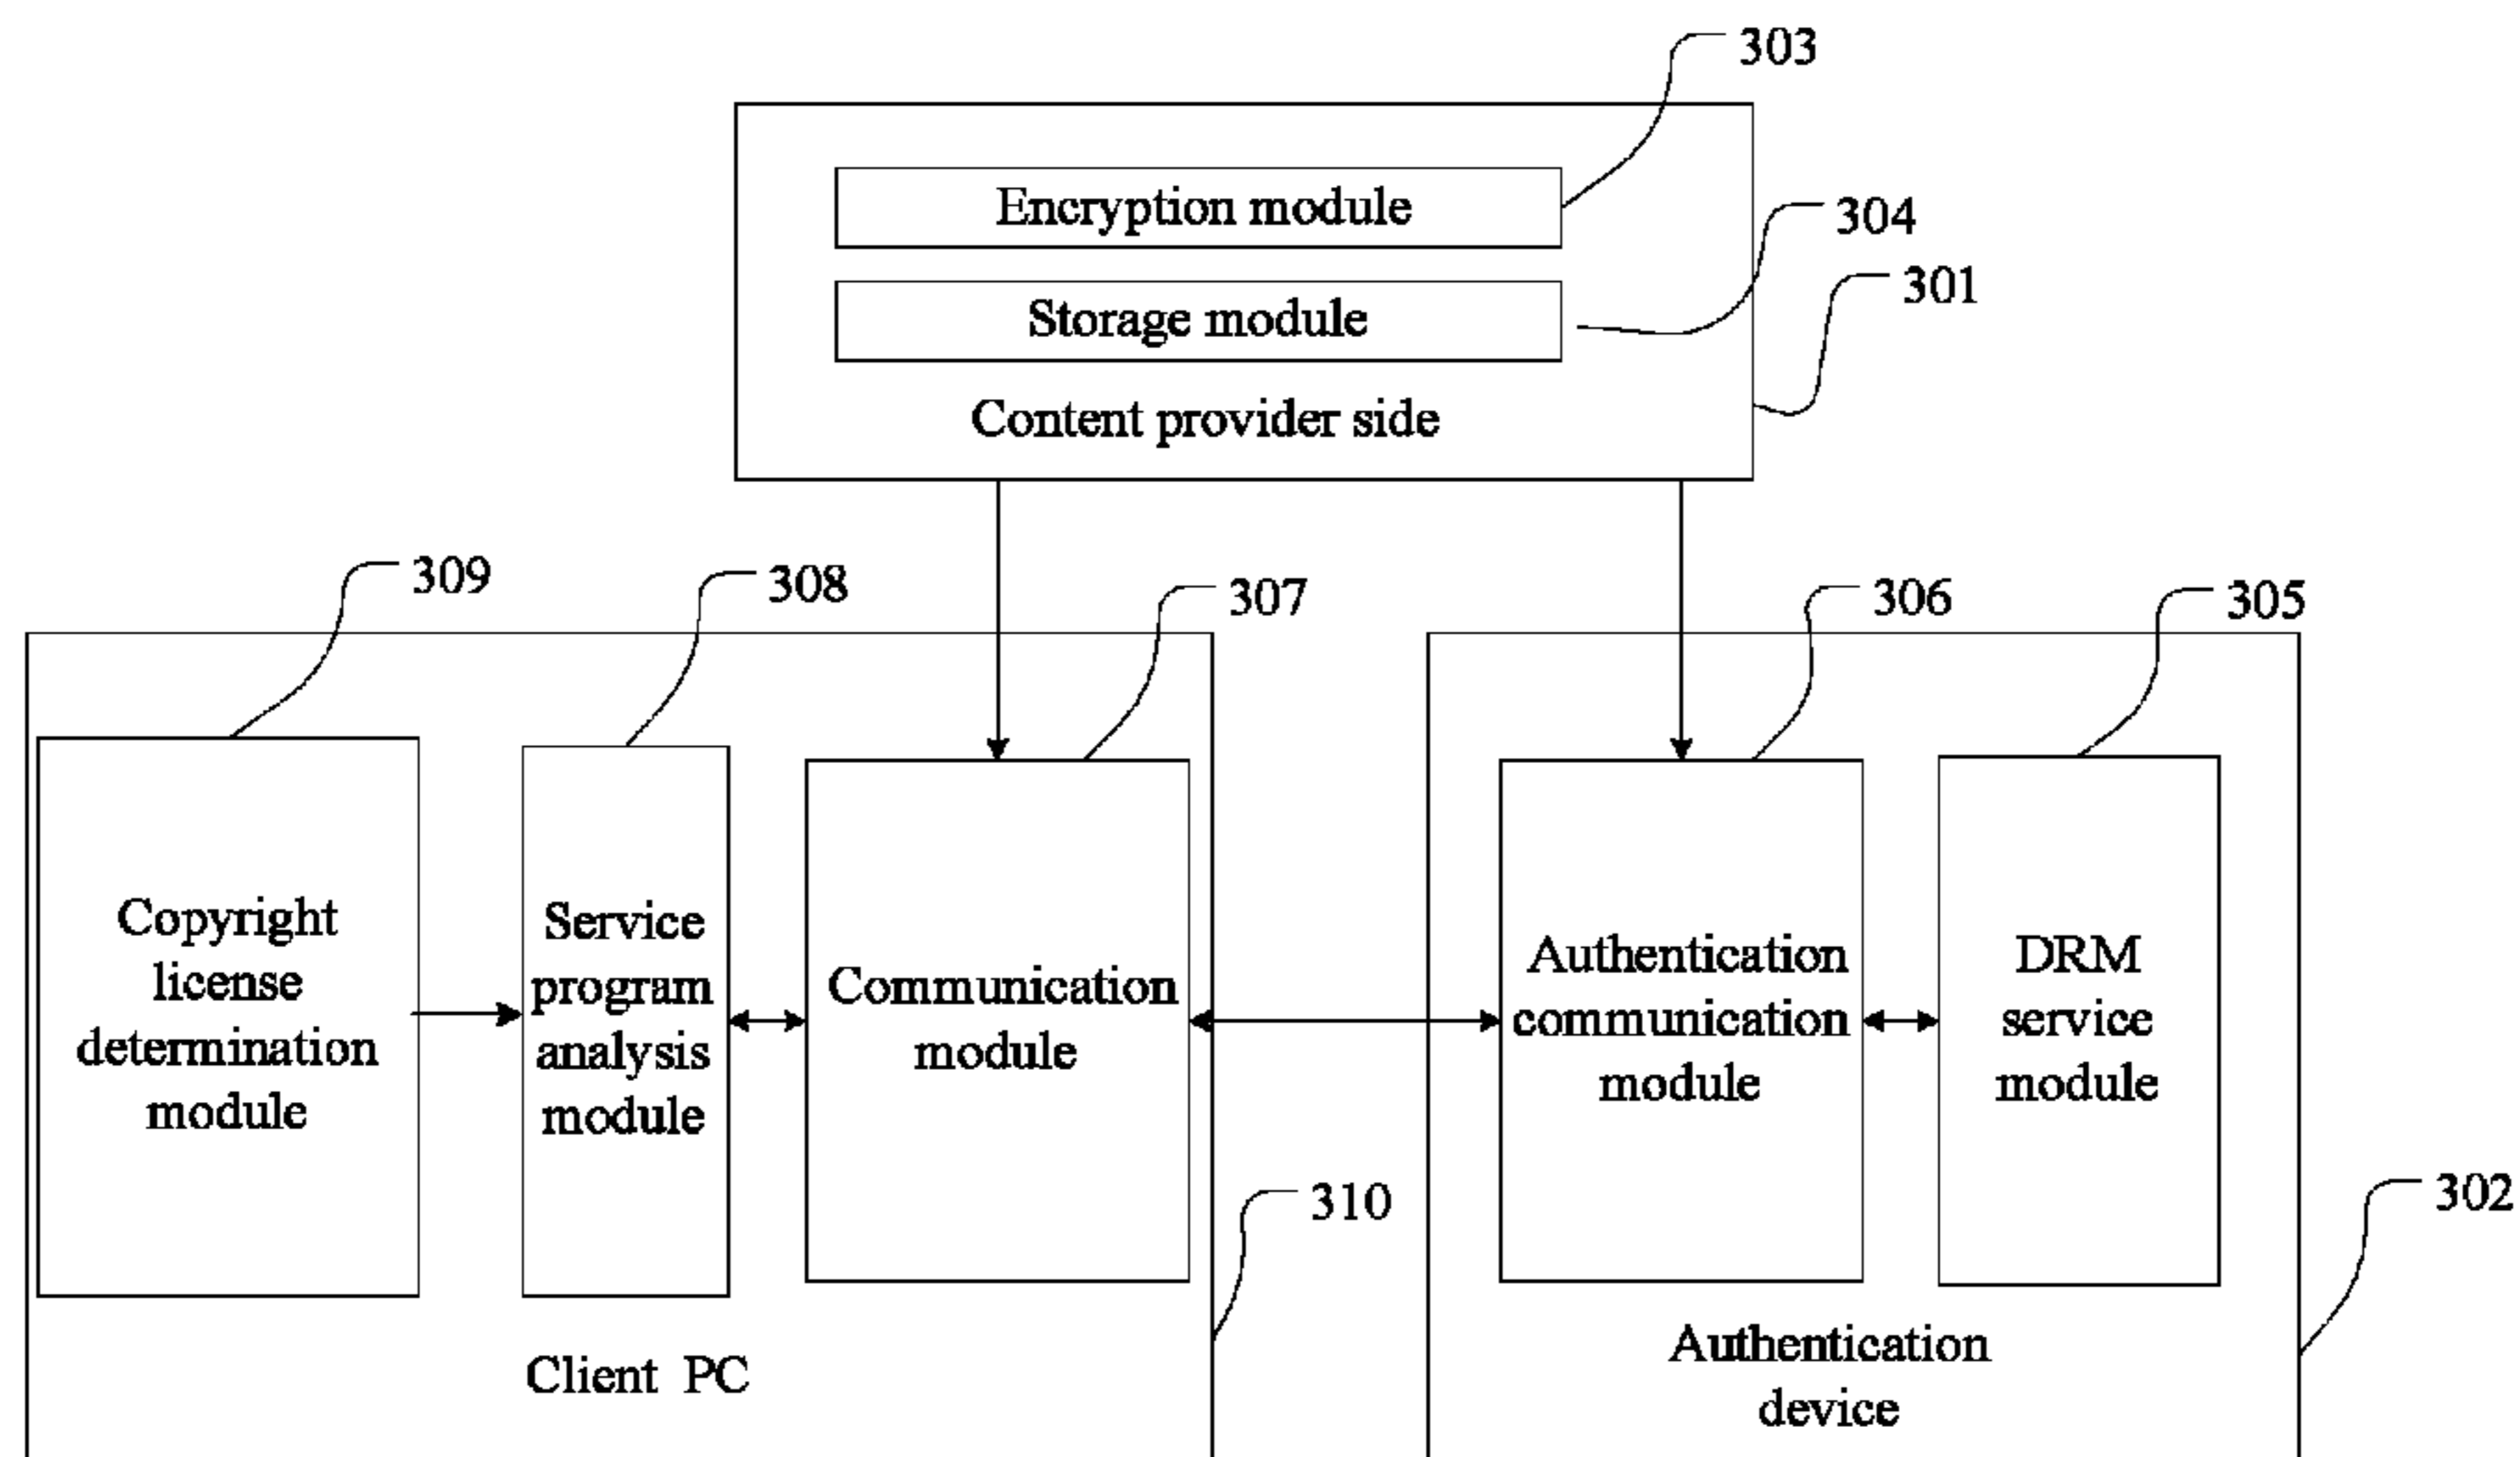 303
Encryption module
304
Storage module
301
Content provider side
309
308
307
306
305
Copyright
license
determination
module
Service
program
analysis
module
Communication
module
Authentication
communication
module
DRM
service
module
310
302
Client PC
Authentication
device